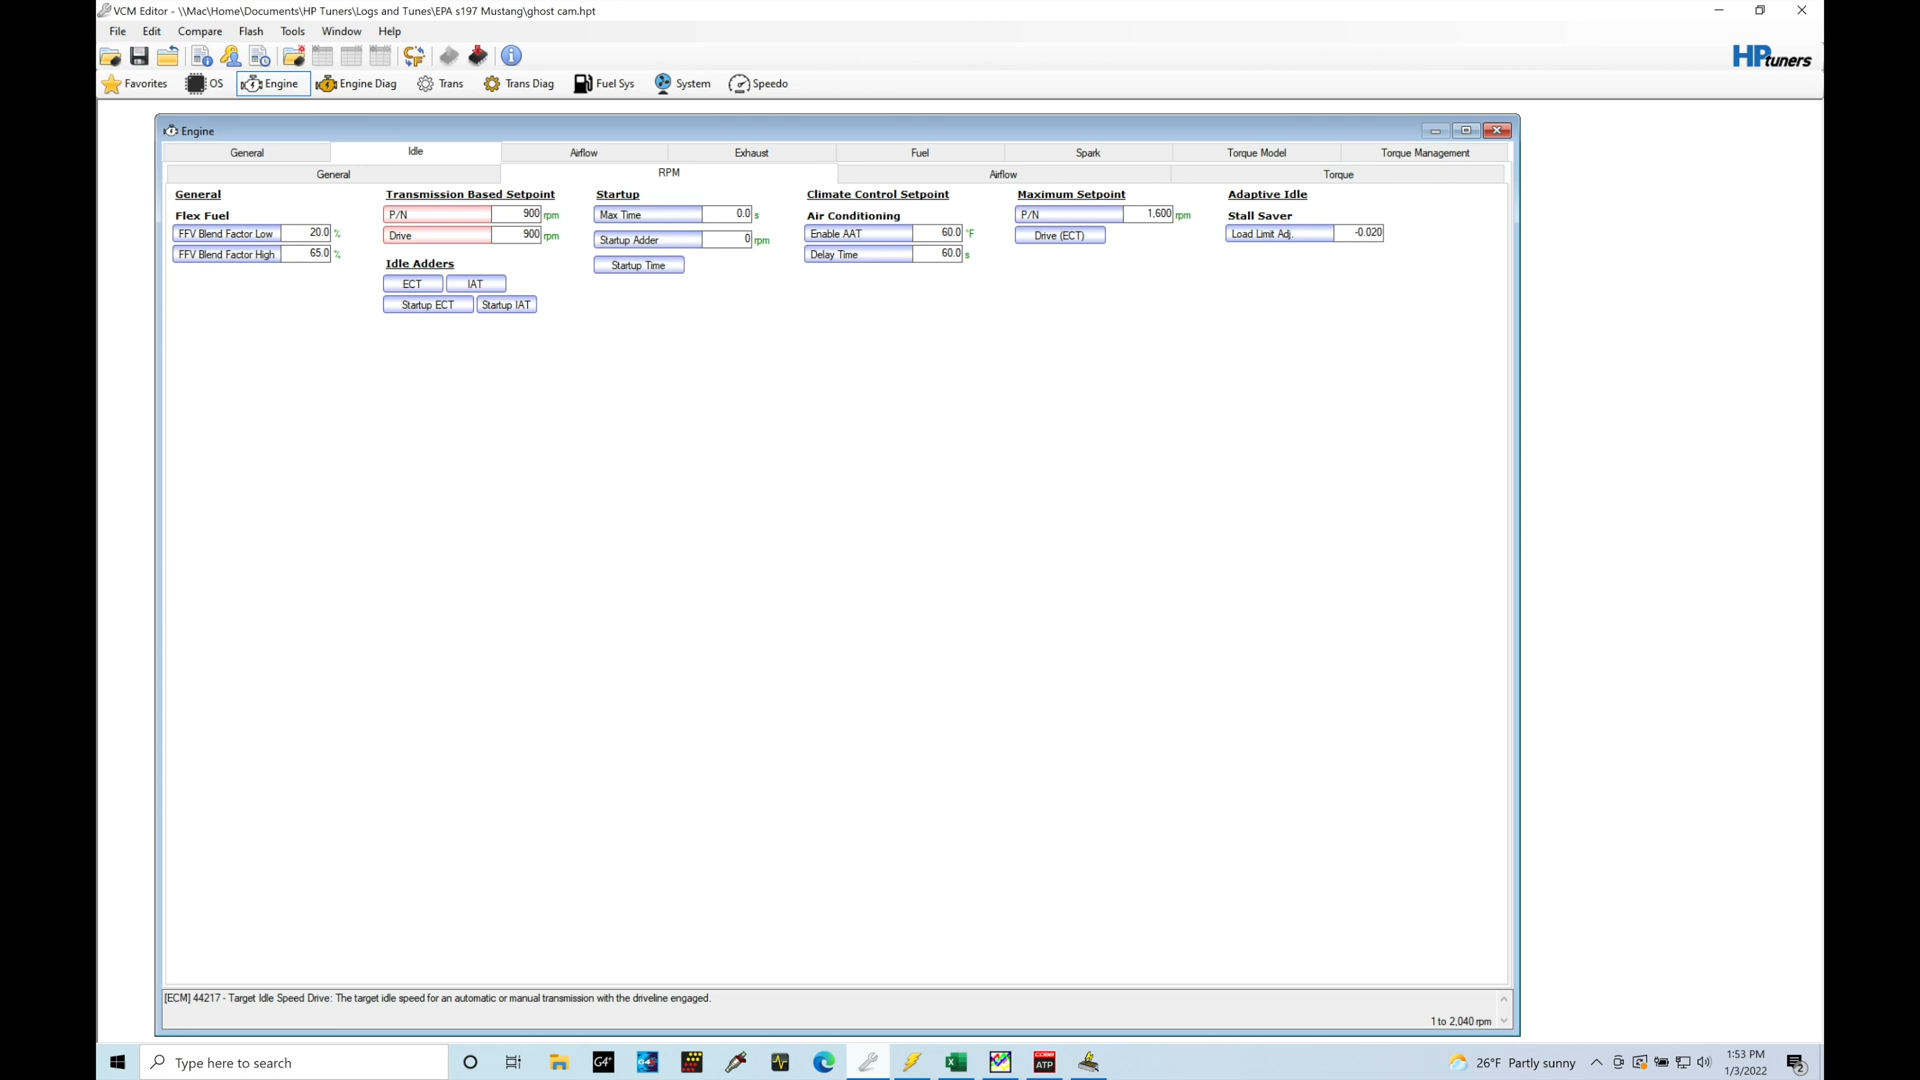 VCM Editor - \\Mac\Home\Documents\HP Tuners\Logs and Tunes\EPA s197 Mustang\ghost cam.hpt
File Edit Compare Flash Tools Window Help
HPtuners
Favorites OS Engine Engine Diag Trans Trans Diag Fuel Sys System Speedo
Engine
General Idle Airflow Exhaust Fuel Spark Torque Model Torque Management
General RPM Airflow Torque
General Transmission Based Setpoint Startup Climate Control Setpoint Maximum Setpoint Adaptive Idle
Flex Fuel P/N 900 rpm Max Time 0.0 s Air Conditioning P/N 1,600 rpm Stall Saver
FFV Blend Factor Low 20.0 % Drive 900 rpm Startup Adder 0 rpm Enable AAT 60.0 °F Drive (ECT) Load Limit Adj. -0.020
FFV Blend Factor High 65.0 % Idle Adders Startup Time Delay Time 60.0 s
ECT IAT
Startup ECT Startup IAT
[ECM] 44217 - Target Idle Speed Drive: The target idle speed for an automatic or manual transmission with the driveline engaged.
1 to 2,040 rpm
Type here to search G4+ G4X COBB ATP 26°F Partly sunny 1:53 PM
1/3/2022 2